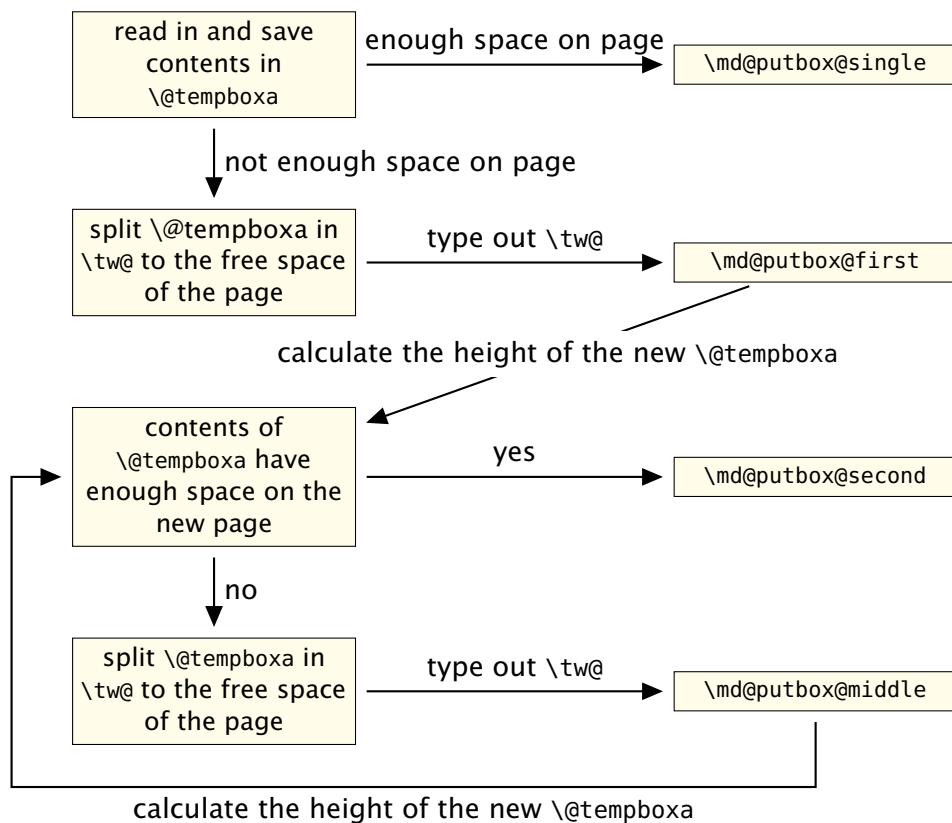 read in and save
contents in
\@tempboxa
enough space on page
\md@putbox@single
not enough space on page
split \@tempboxa in
\tw@ to the free space
of the page
type out \tw@
\md@putbox@first
calculate the height of the new \@tempboxa
contents of
\@tempboxa have
enough space on the
new page
yes
\md@putbox@second
no
split \@tempboxa in
\tw@ to the free space
of the page
type out \tw@
\md@putbox@middle
calculate the height of the new \@tempboxa